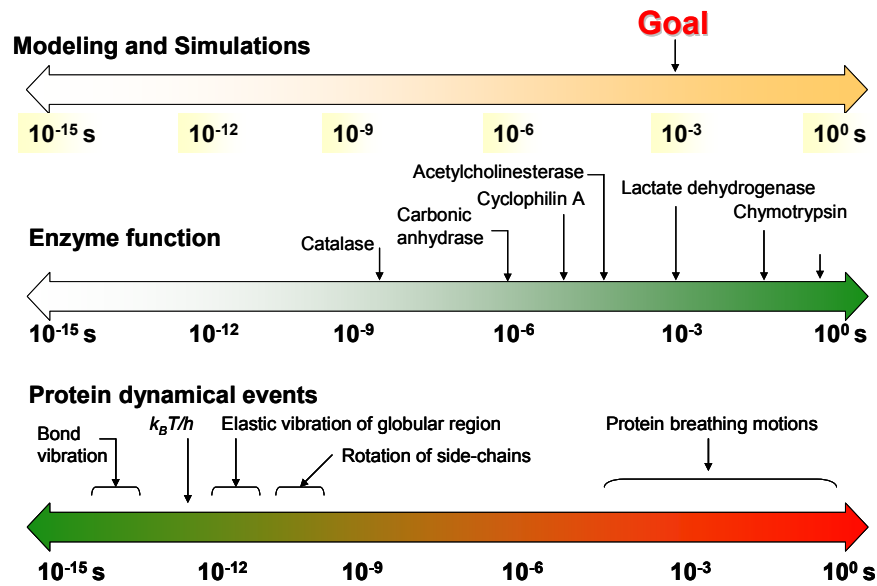 Goal
Modeling and Simulations
10⁻¹⁵ s 10⁻¹² 10⁻⁹ 10⁻⁶ 10⁻³ 10⁰ s
Acetylcholinesterase
Lactate dehydrogenase
Cyclophilin A
Chymotrypsin
Carbonic
anhydrase
Catalase
Enzyme function
10⁻¹⁵ s 10⁻¹² 10⁻⁹ 10⁻⁶ 10⁻³ 10⁰ s
Protein dynamical events
Bond
vibration
k_BT/h
Elastic vibration of globular region
Rotation of side-chains
Protein breathing motions
10⁻¹⁵ s 10⁻¹² 10⁻⁹ 10⁻⁶ 10⁻³ 10⁰ s